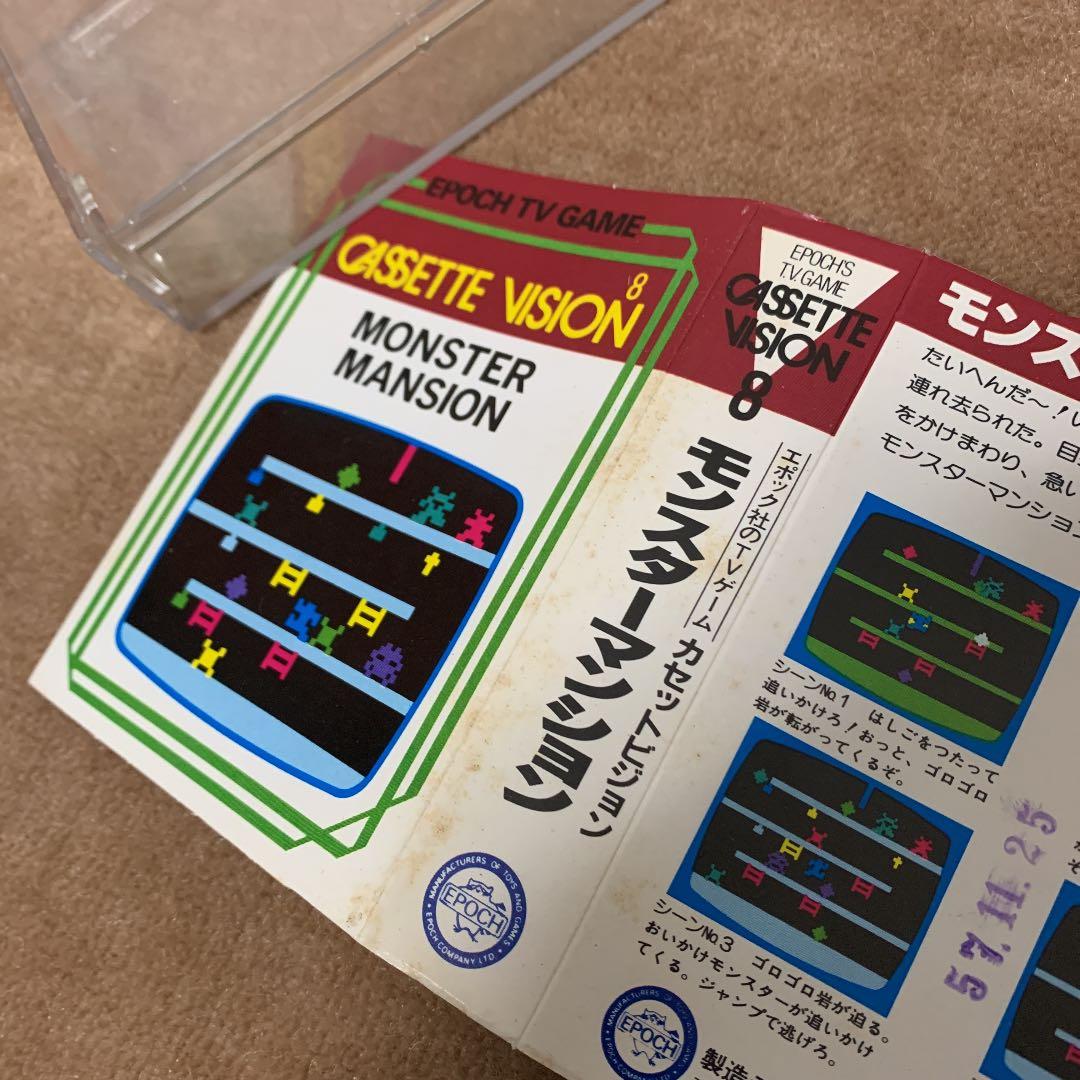 EPOCH TV GAME
CASSETTE VISION 8
MONSTER
MANSION
EPOCH'S
T.V.GAME
CASSETTE
VISION
8
モンスターマンション
エポック社のTVゲーム
カセットビジョン
MANUFACTURERS OF TOYS AND GAMES
EPOCH
EPOCH COMPANY LTD.
モンス
たいへんだ〜!
連れ去られた。目
をかけまわり、急い
モンスターマンショ
シーンNo.1 はしごをつたって
追いかけろ!おっと、ゴロゴロ
岩が転がってくるぞ。
シーンNo.3 ゴロゴロ岩が迫る。
おいかけモンスターが追いかけ
てくる。ジャンプで逃げろ。
57.11.25
MANUFACTURERS OF TOYS AND GAMES
EPOCH
EPOCH COMPANY LTD.
製造